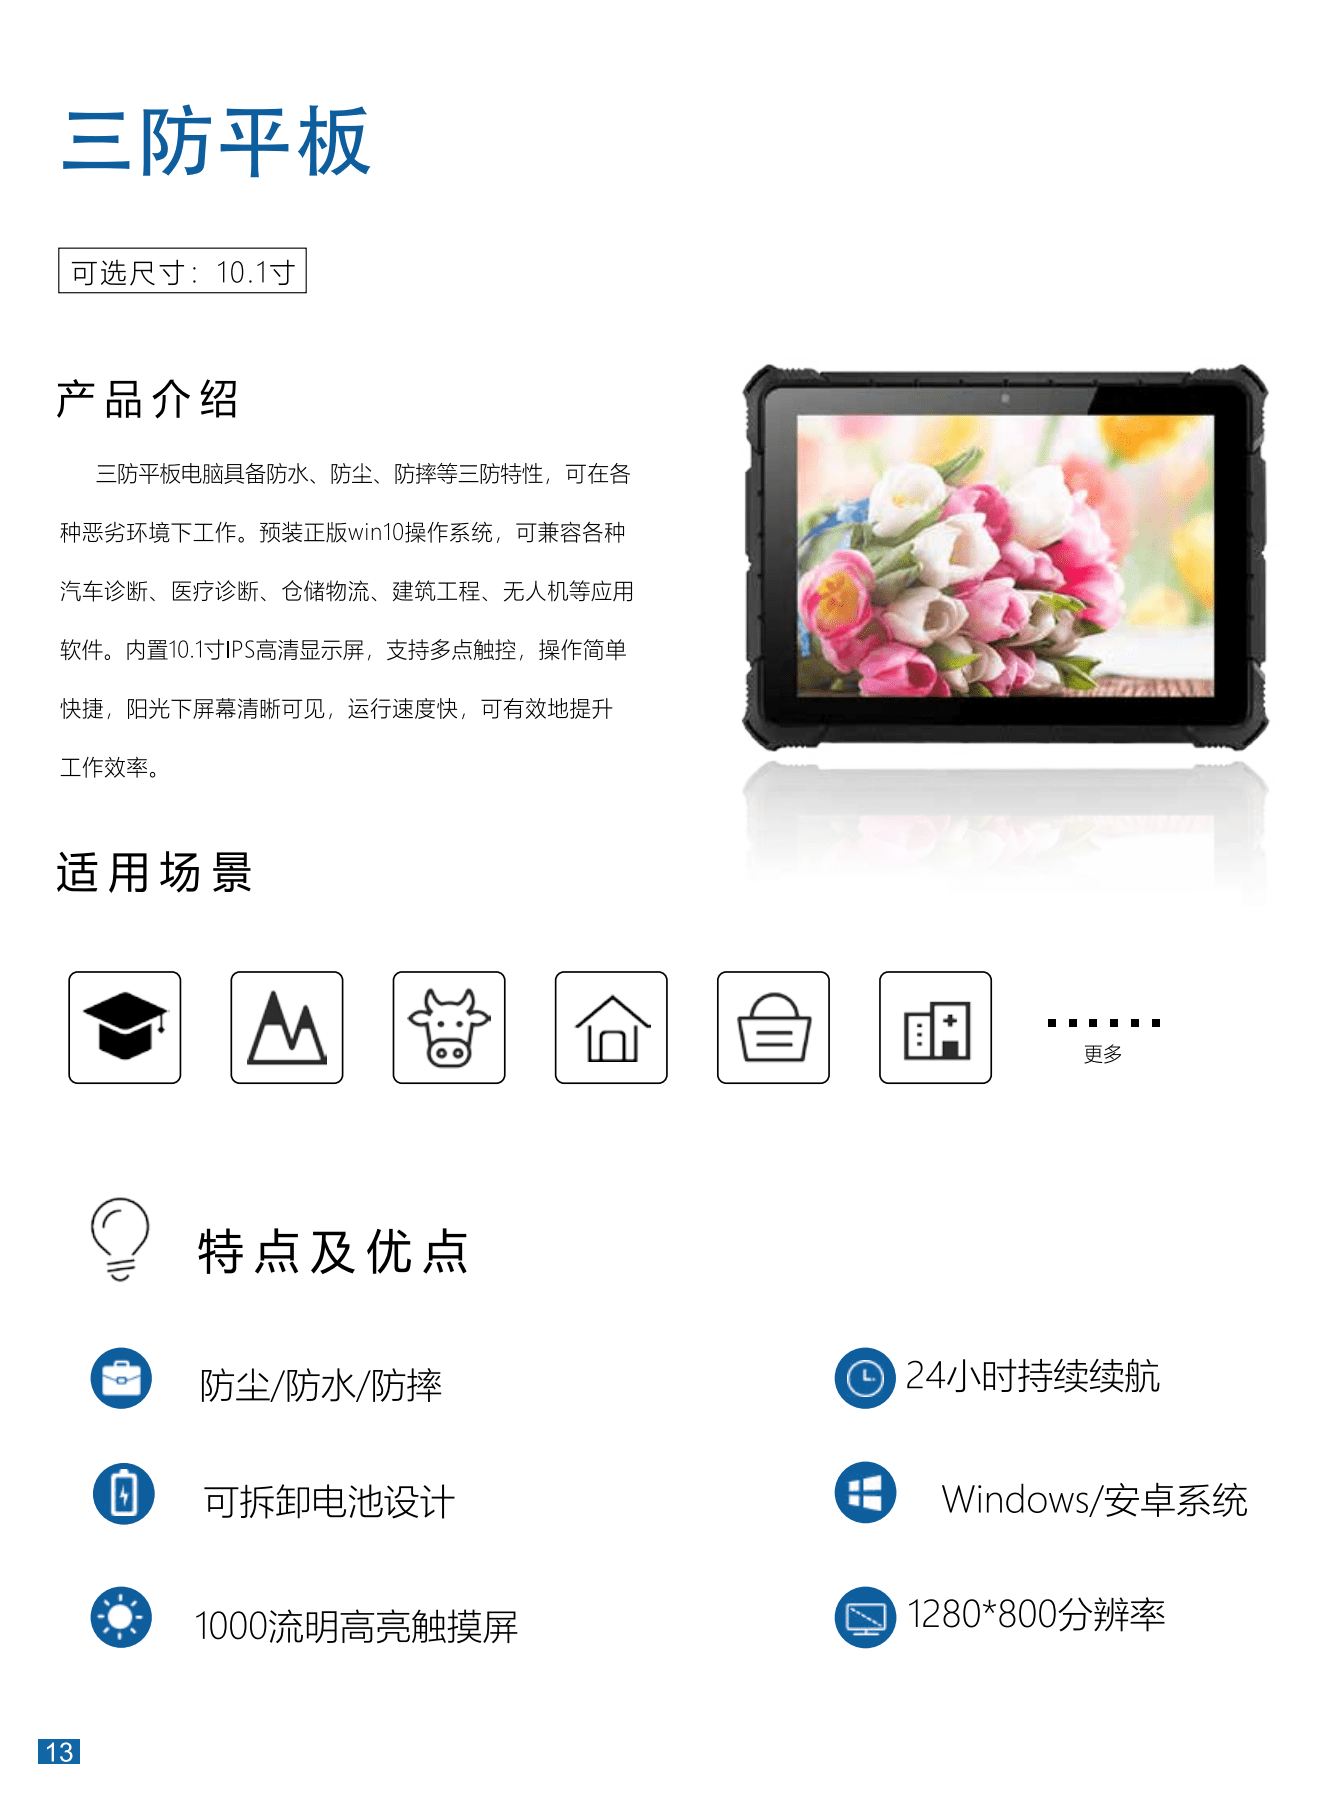 三防平板
可选尺寸：10.1寸
产品介绍
三防平板电脑具备防水、防尘、防摔等三防特性，可在各
种恶劣环境下工作。预装正版win10操作系统，可兼容各种
汽车诊断、医疗诊断、仓储物流、建筑工程、无人机等应用
软件。内置10.1寸IPS高清显示屏，支持多点触控，操作简单
快捷，阳光下屏幕清晰可见，运行速度快，可有效地提升
工作效率。
适用场景
......
更多
特点及优点
防尘/防水/防摔
24小时持续续航
可拆卸电池设计
Windows/安卓系统
1000流明高亮触摸屏
1280*800分辨率
13